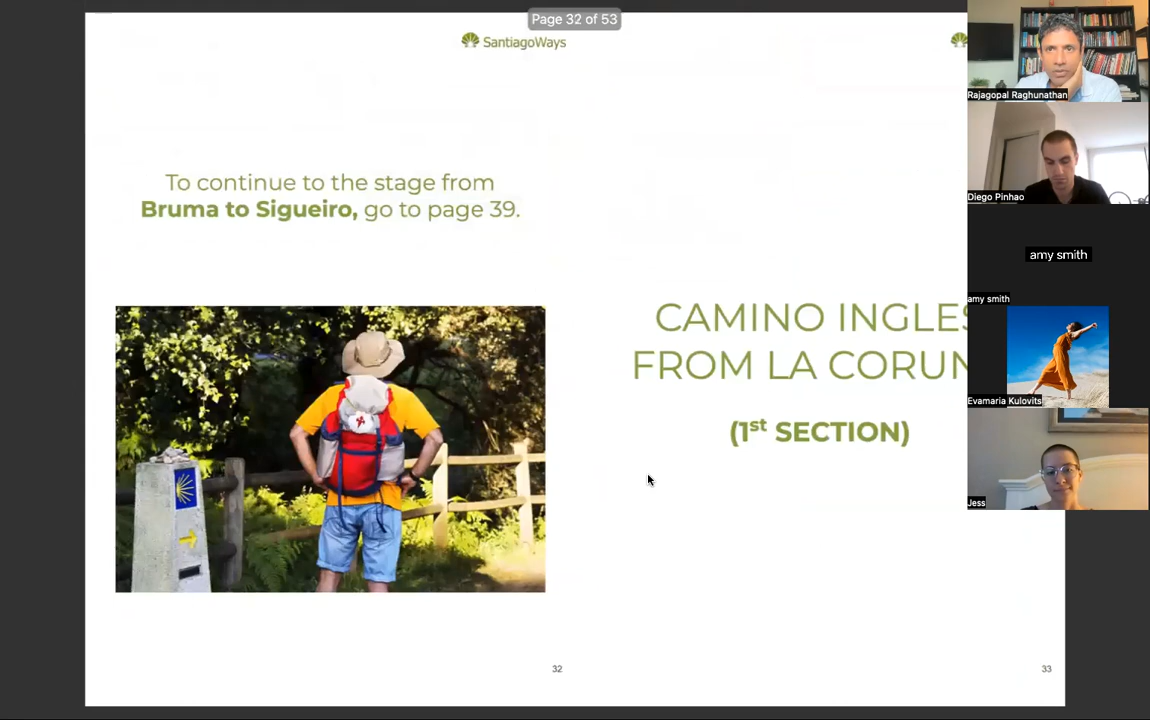 Page 32 of 53
SantiagoWays
To continue to the stage from
Bruma to Sigueiro, go to page 39.
CAMINO INGLES
FROM LA CORUN
(1st SECTION)
32
33
Rajagopal Raghunathan
Diego Pinhao
amy smith
amy smith
Evamaria Kulovits
Jess